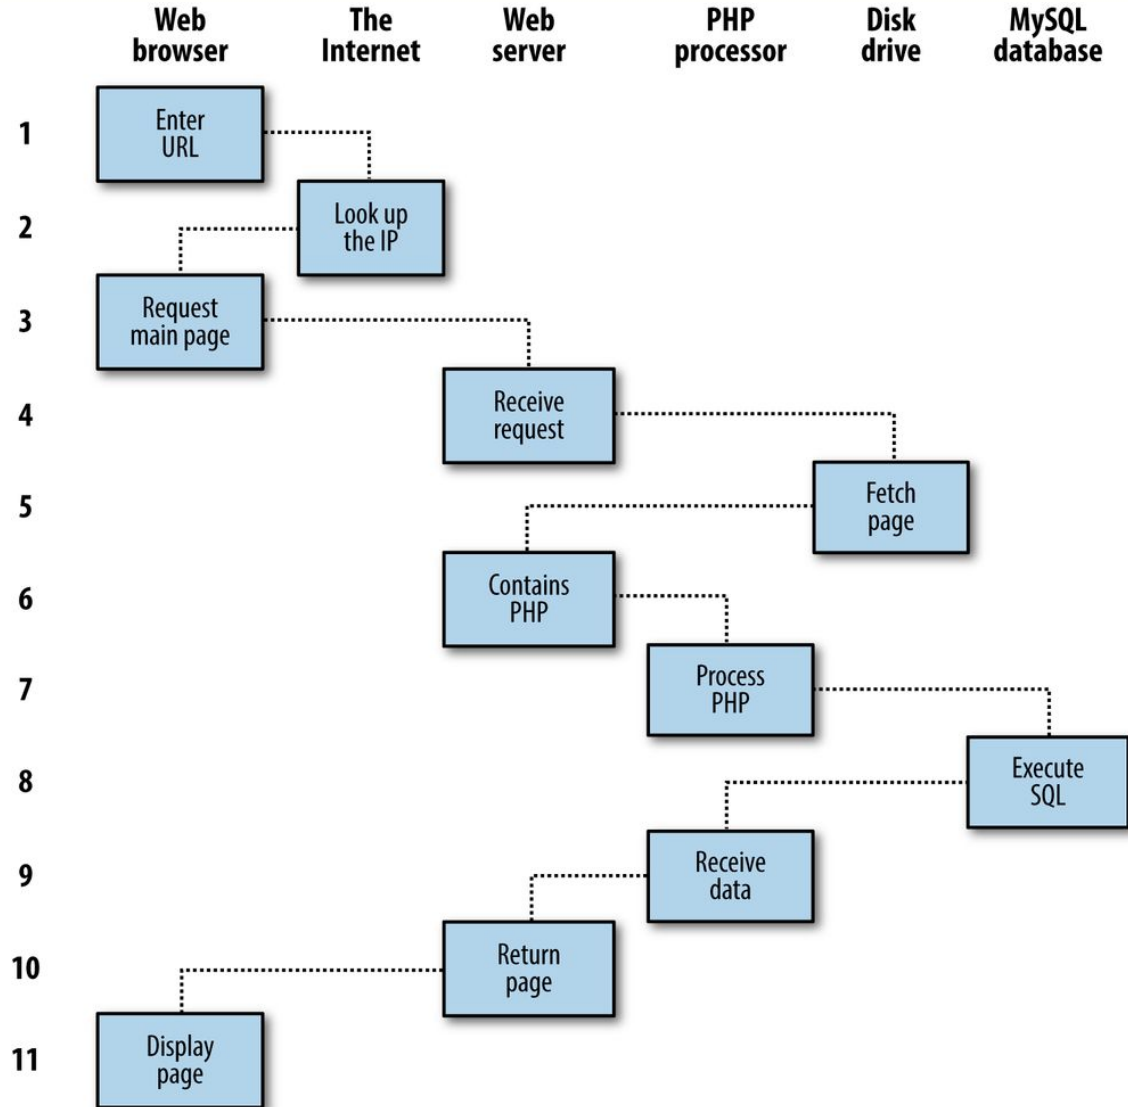 Web The Web PHP Disk MySQL
browser Internet server processor drive database
1
Enter
URL
2
Look up
the IP
3
Request
main page
4
Receive
request
5
Fetch
page
6
Contains
PHP
7
Process
PHP
8
Execute
SQL
9
Receive
data
10
Return
page
11
Display
page